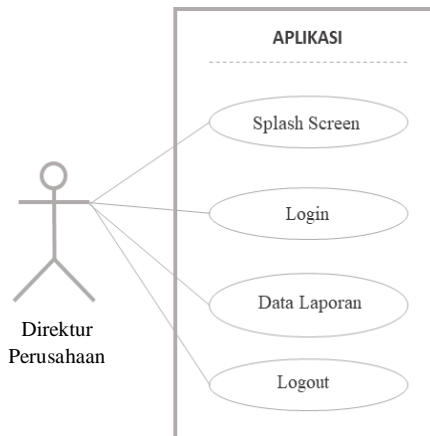 APLIKASI
Splash Screen
Login
Data Laporan
Logout
Direktur
Perusahaan